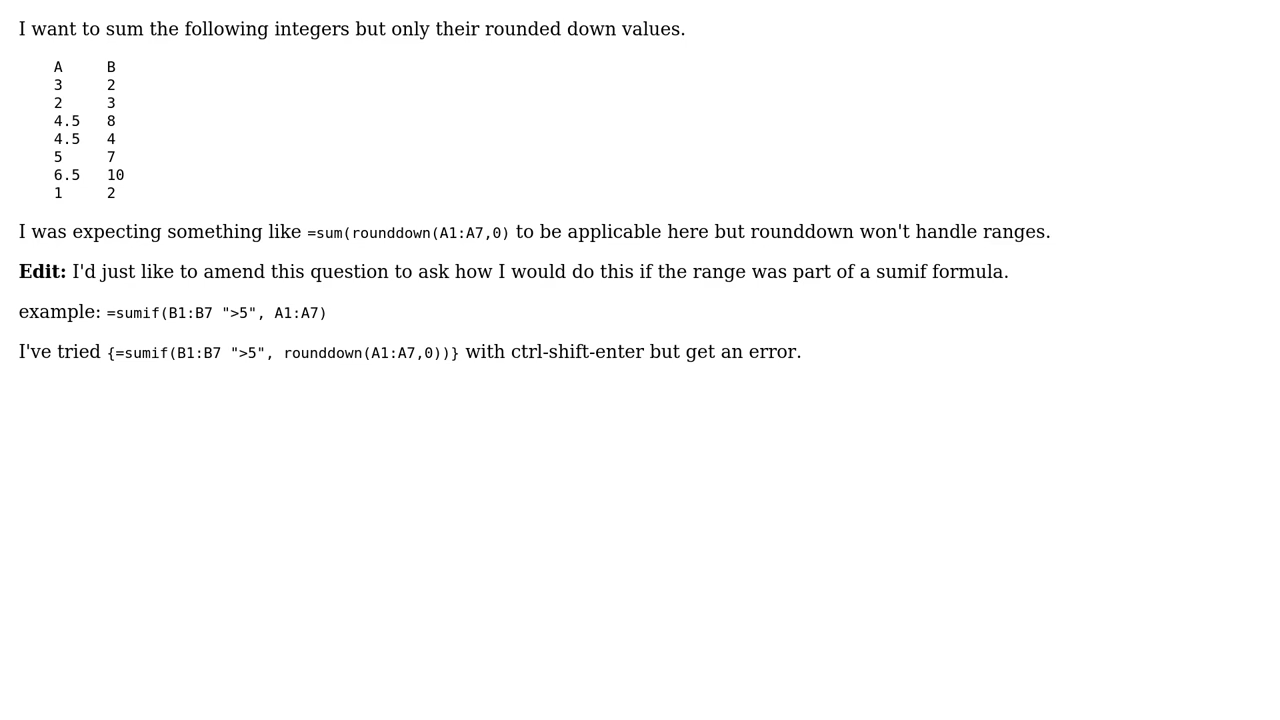 I want to sum the following integers but only their rounded down values.
A B
3 2
2 3
4.5 8
4.5 4
5 7
6.5 10
1 2
I was expecting something like =sum(rounddown(A1:A7,0) to be applicable here but rounddown won't handle ranges.
Edit: I'd just like to amend this question to ask how I would do this if the range was part of a sumif formula.
example: =sumif(B1:B7 ">5", A1:A7)
I've tried {=sumif(B1:B7 ">5", rounddown(A1:A7,0))} with ctrl-shift-enter but get an error.